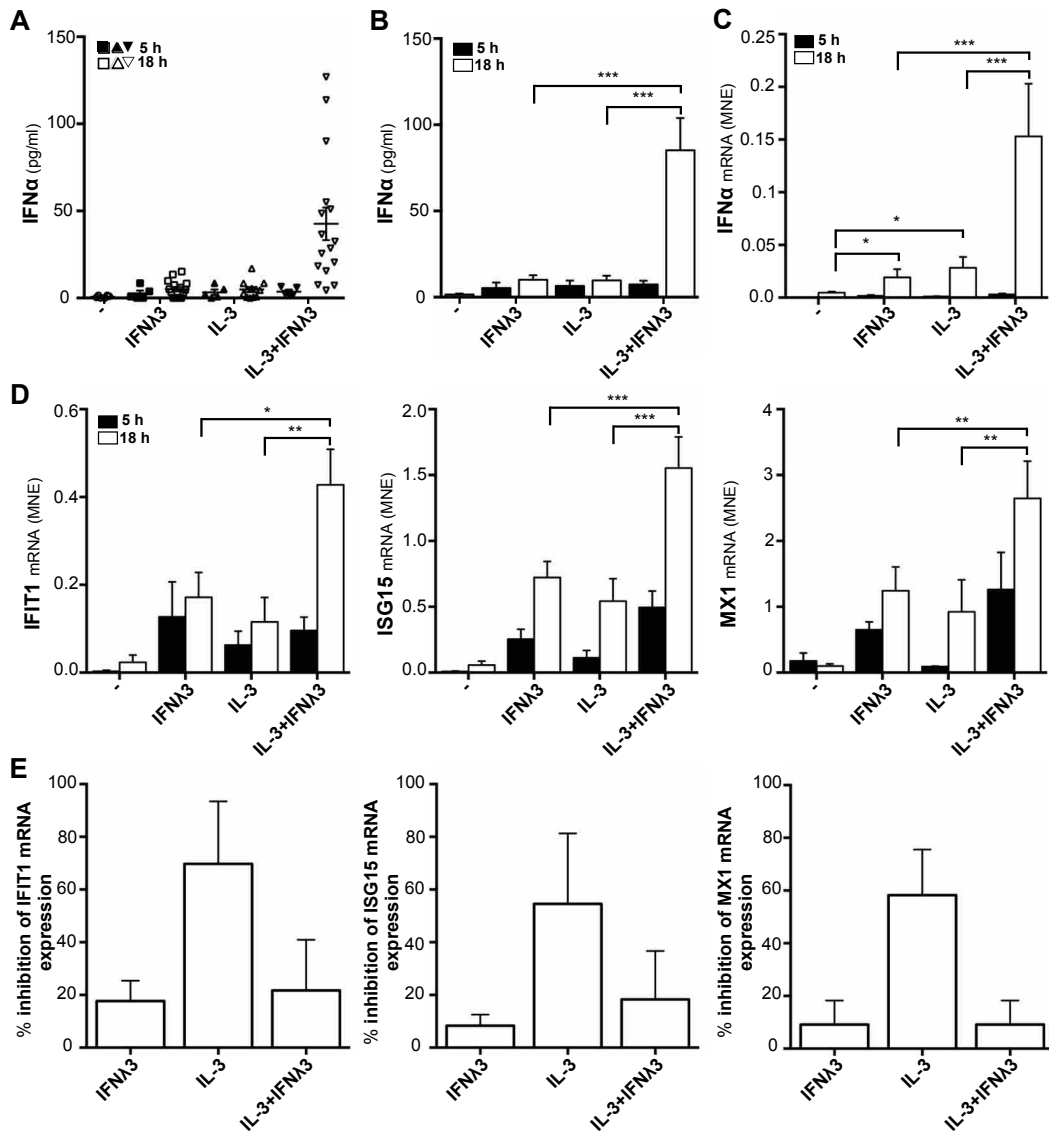 A
IFNα (pg/ml)
150
100
50
0
5 h
18 h
-
IFNλ3
IL-3
IL-3+IFNλ3
B
IFNα (pg/ml)
150
100
50
0
5 h
18 h
***
***
-
IFNλ3
IL-3
IL-3+IFNλ3
C
IFNα mRNA (MNE)
0.25
0.2
0.15
0.1
0.05
0.0
5 h
18 h
***
***
*
*
-
IFNλ3
IL-3
IL-3+IFNλ3
D
IFIT1 mRNA (MNE)
0.6
0.4
0.2
0.0
5 h
18 h
*
**
-
IFNλ3
IL-3
IL-3+IFNλ3
ISG15 mRNA (MNE)
2.0
1.5
1.0
0.5
0.0
***
***
-
IFNλ3
IL-3
IL-3+IFNλ3
MX1 mRNA (MNE)
4
3
2
1
0
**
**
-
IFNλ3
IL-3
IL-3+IFNλ3
E
% inhibition of IFIT1 mRNA
expression
100
80
60
40
20
0
IFNλ3
IL-3
IL-3+IFNλ3
% inhibition of ISG15 mRNA
expression
100
80
60
40
20
0
IFNλ3
IL-3
IL-3+IFNλ3
% inhibition of MX1 mRNA
expression
100
80
60
40
20
0
IFNλ3
IL-3
IL-3+IFNλ3